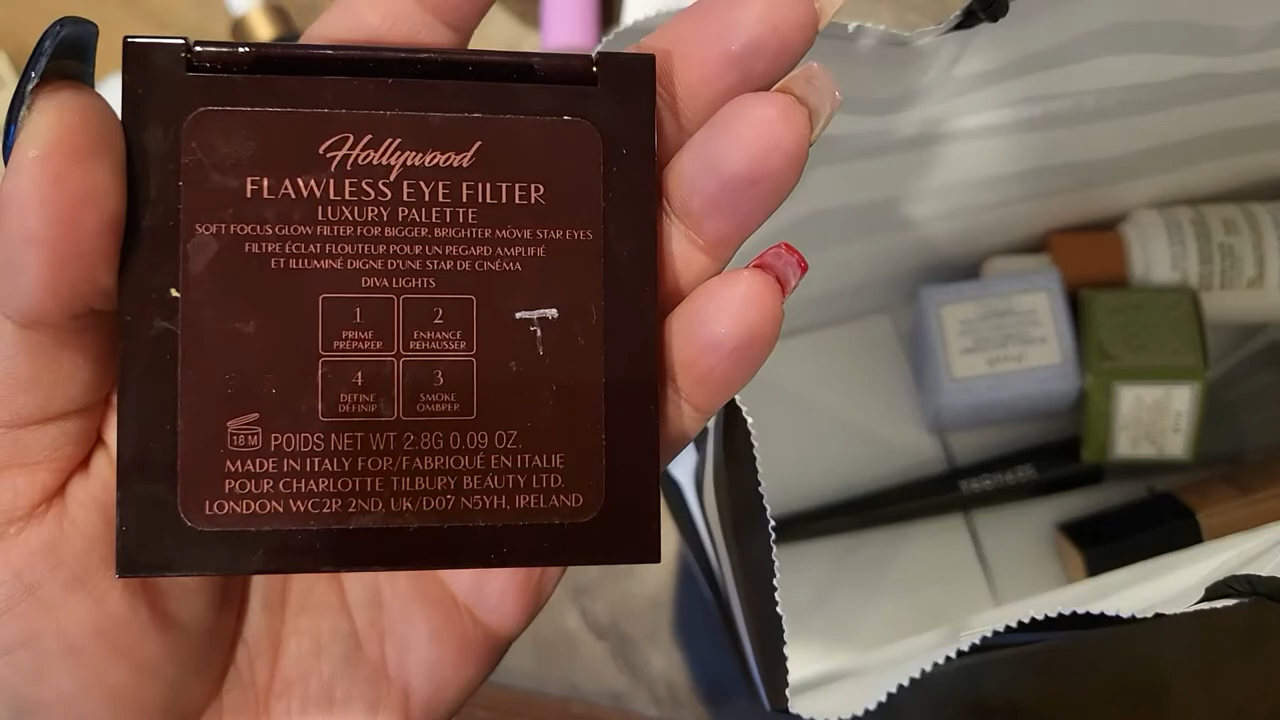 Hollywood
FLAWLESS EYE FILTER
LUXURY PALETTE
SOFT FOCUS GLOW FILTER FOR BIGGER, BRIGHTER MOVIE STAR EYES
FILTRE ÉCLAT FLOUTEUR POUR UN REGARD AMPLIFIÉ
ET ILLUMINÉ DIGNE D'UNE STAR DE CINÉMA
DIVA LIGHTS
1 2
PRIME ENHANCE
PRÉPARER REHAUSSER
4 3
DEFINE SMOKE
DÉFINIR OMBRER
18 M POIDS NET WT 2.8G 0.09 OZ.
MADE IN ITALY FOR/FABRIQUÉ EN ITALIE
POUR CHARLOTTE TILBURY BEAUTY LTD.
LONDON WC2R 2ND, UK/D07 N5YH, IRELAND
fresh